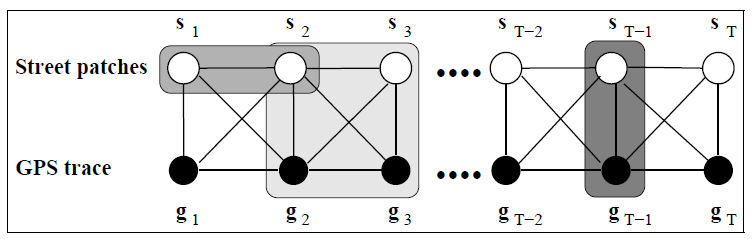 s 1 s 2 s 3 s T−2 s T−1 s T
Street patches
GPS trace
g 1 g 2 g 3 g T−2 g T−1 g T